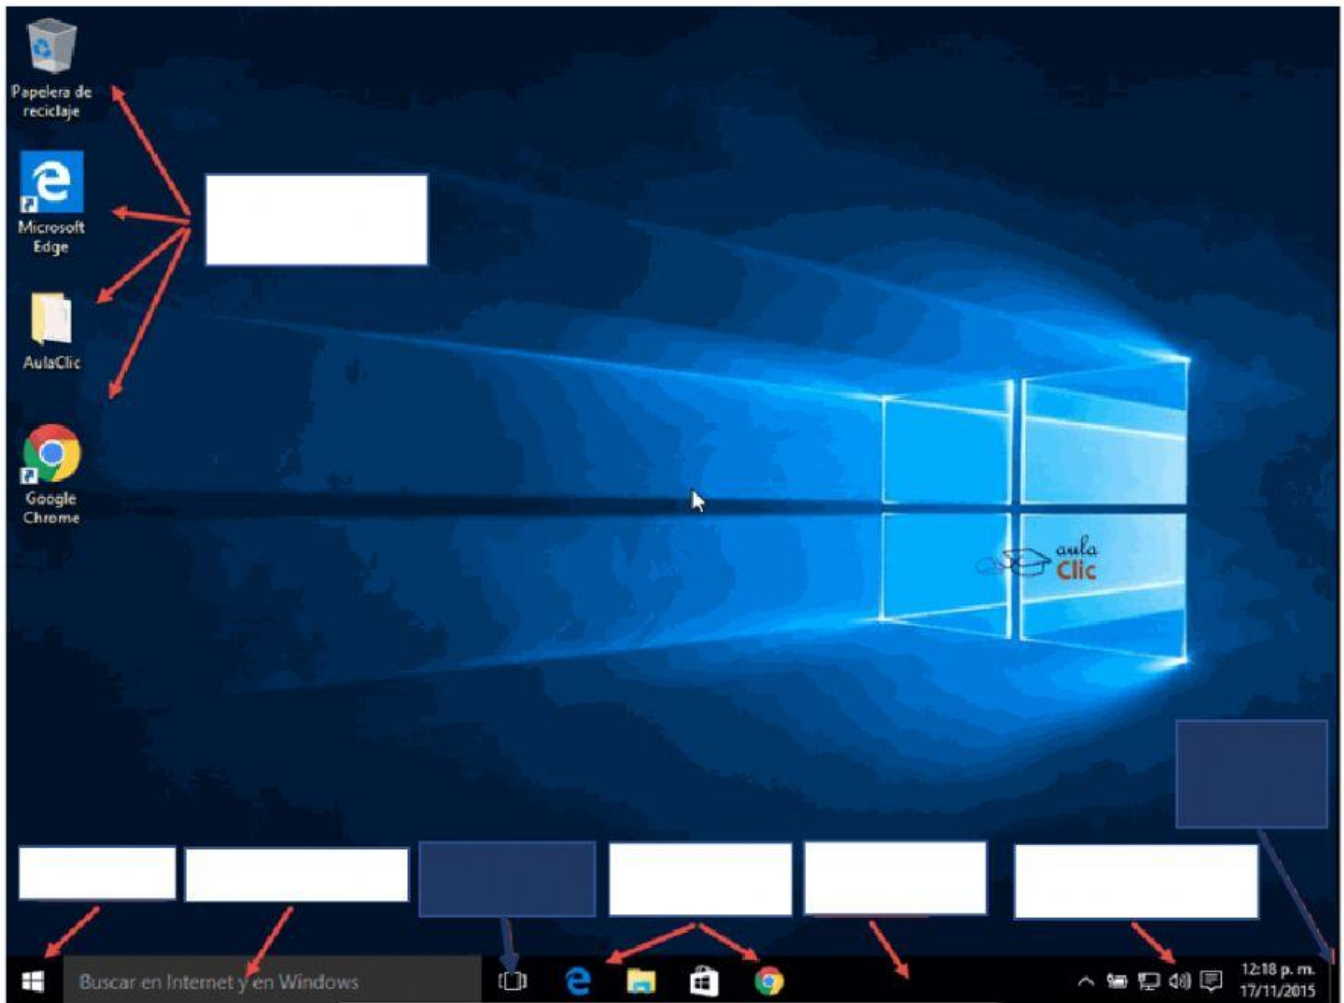 Papelera de
reciclaje
Microsoft
Edge
AulaClic
Google
Chrome
aula
Clic
Buscar en Internet y en Windows
12:18 p. m.
17/11/2015